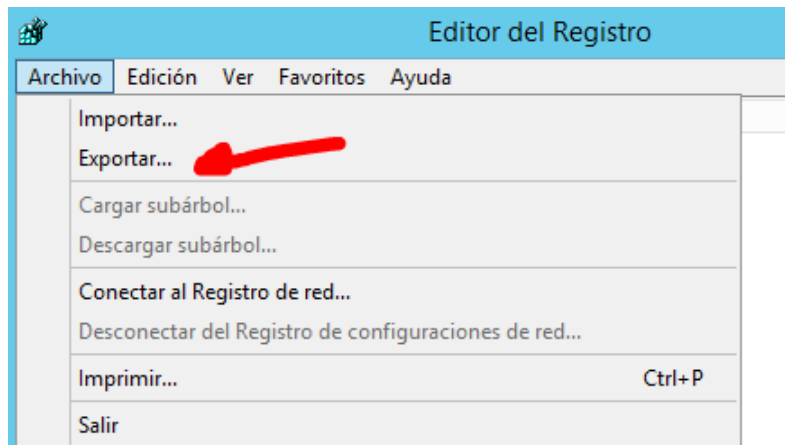 Editor del Registro
Archivo Edición Ver Favoritos Ayuda
Importar...
Exportar...
Cargar subárbol...
Descargar subárbol...
Conectar al Registro de red...
Desconectar del Registro de configuraciones de red...
Imprimir... Ctrl+P
Salir